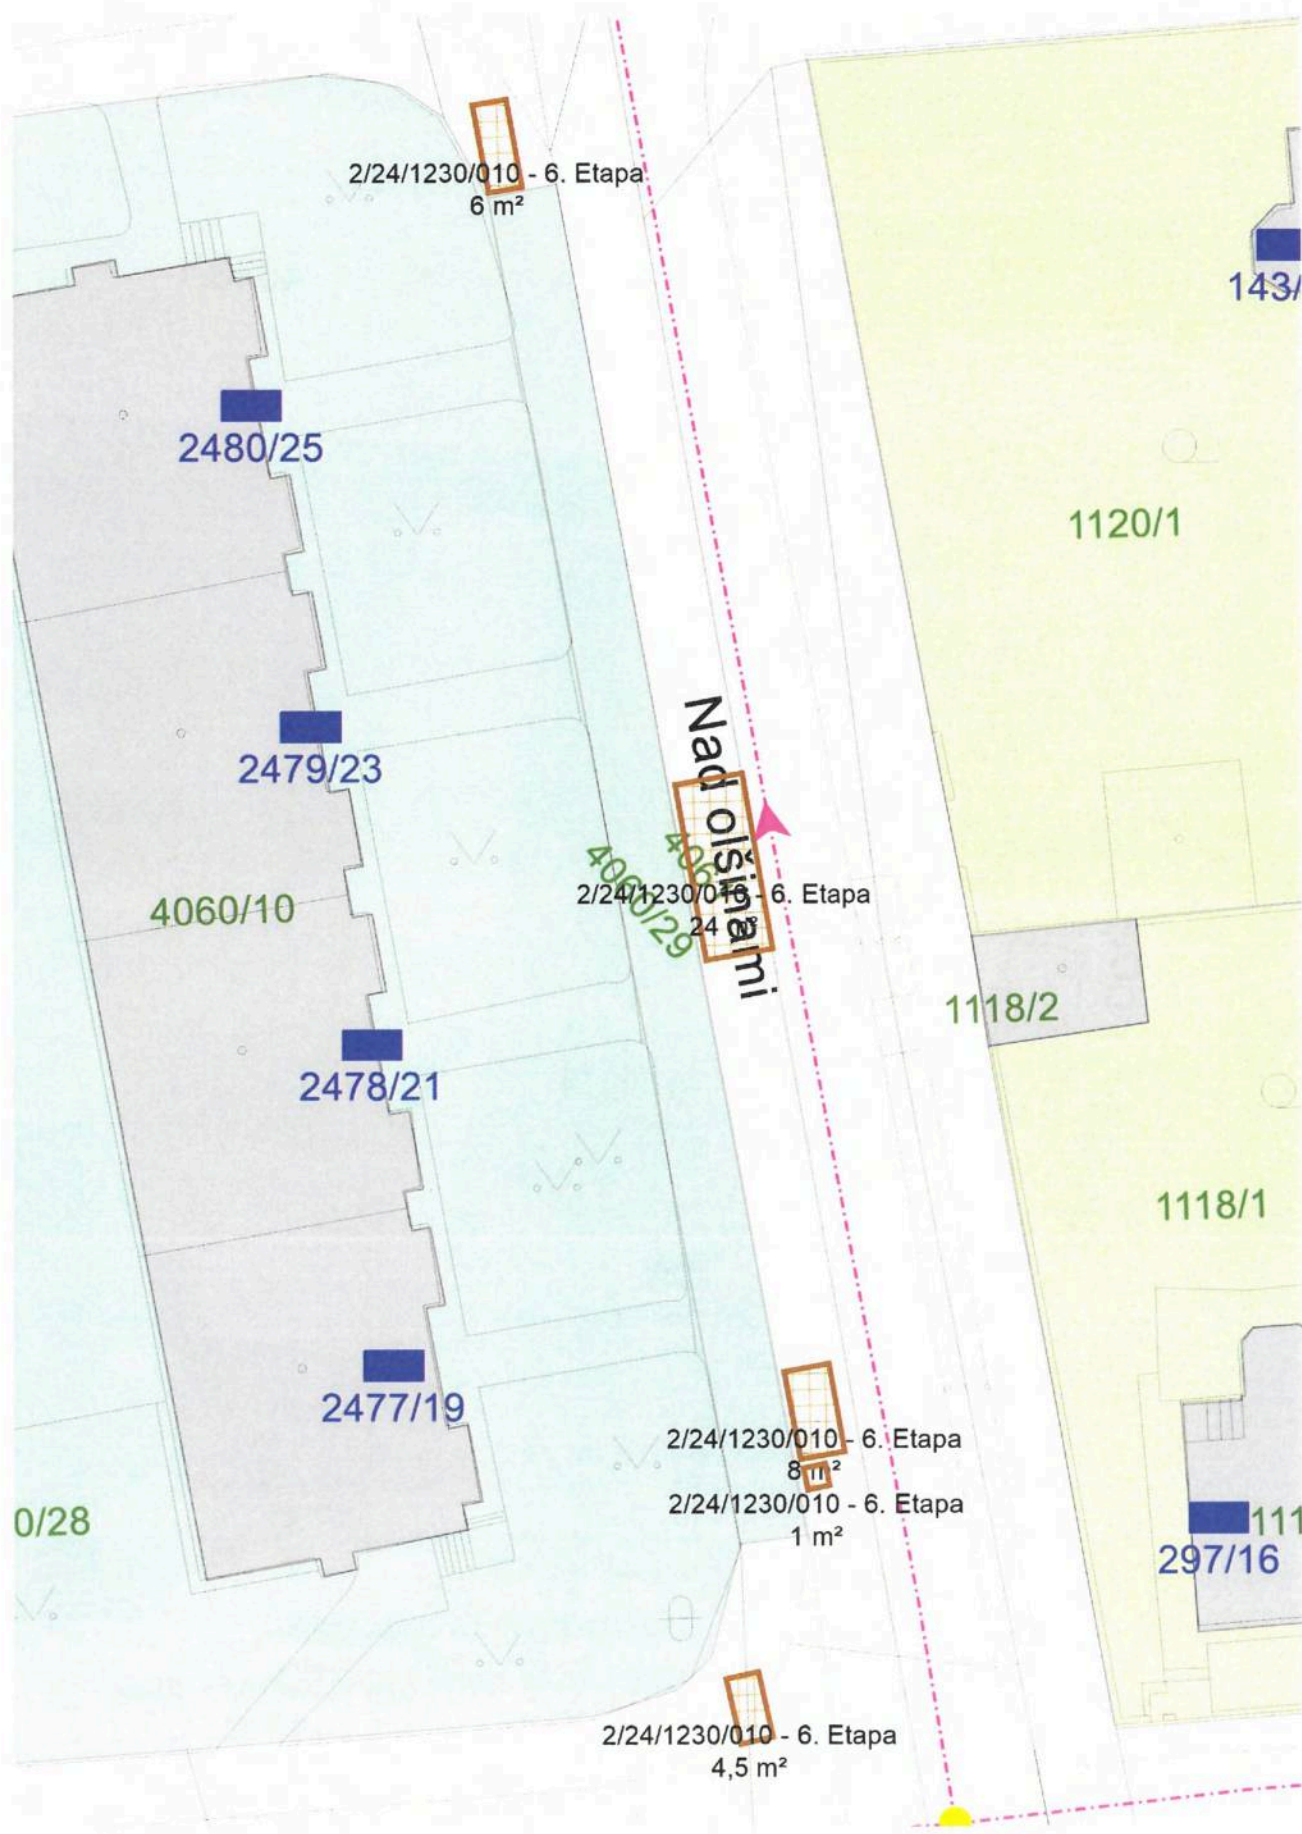 2/24/1230/010 - 6. Etapa
6 m²
143/
2480/25
1120/1
Nad olšinami
2479/23
4060/29
406
2/24/1230/010 - 6. Etapa
24
4060/10
1118/2
2478/21
1118/1
2477/19
2/24/1230/010 - 6. Etapa
8 m²
2/24/1230/010 - 6. Etapa
1 m²
0/28
111
297/16
2/24/1230/010 - 6. Etapa
4,5 m²